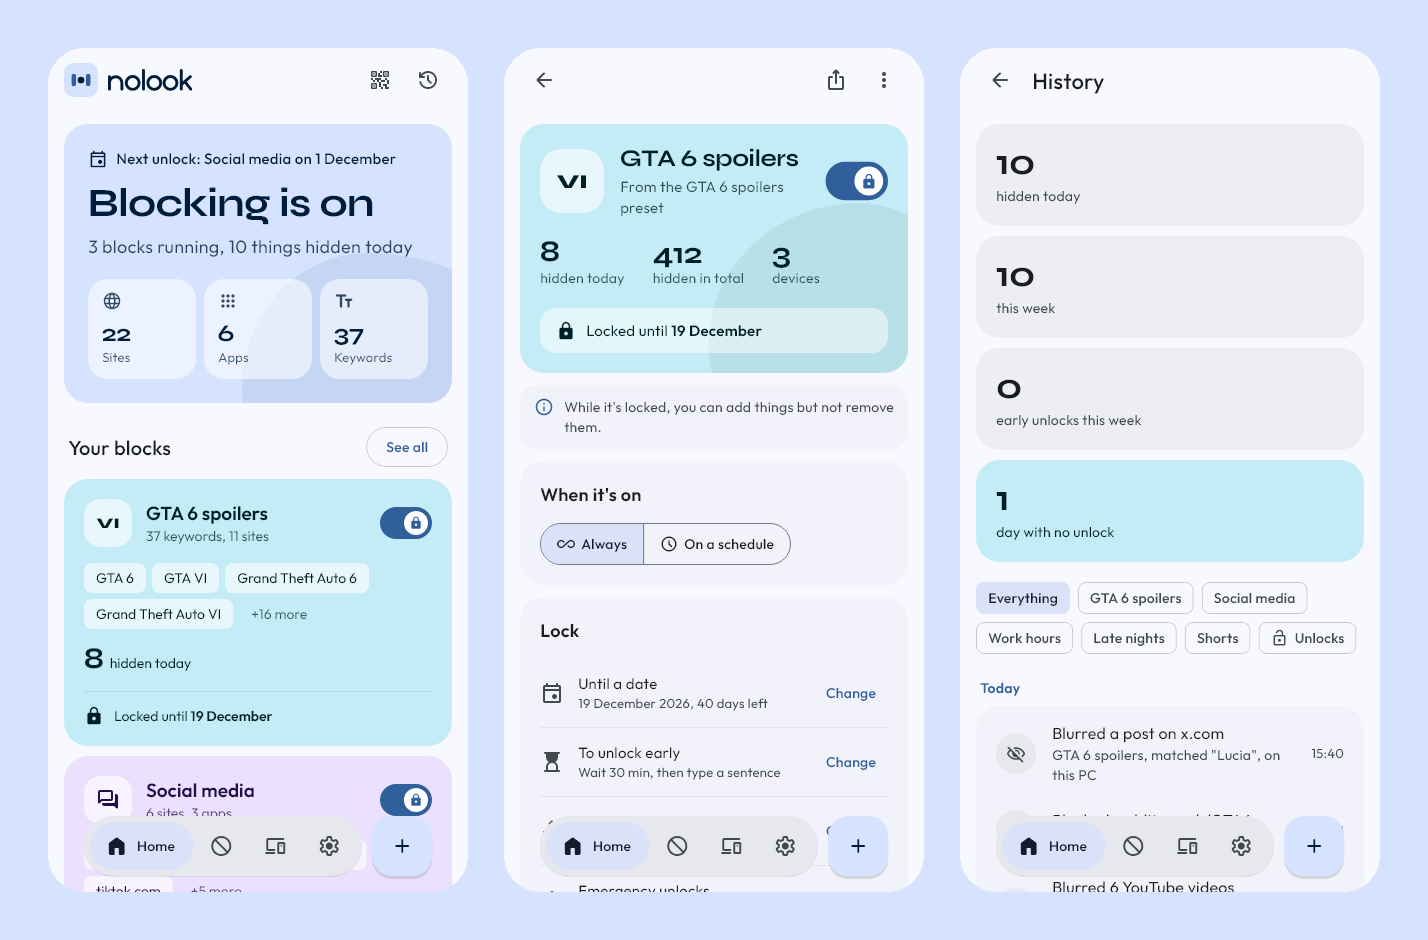 nolook
Next unlock: Social media on 1 December
Blocking is on
3 blocks running, 10 things hidden today
22
Sites
6
Apps
37
Keywords
Your blocks
See all
VI
GTA 6 spoilers
37 keywords, 11 sites
GTA 6
GTA VI
Grand Theft Auto 6
Grand Theft Auto VI
+16 more
8 hidden today
Locked until 19 December
Social media
6 sites, 3 apps
Home
tiktok.com
+5 more
VI
GTA 6 spoilers
From the GTA 6 spoilers
preset
8
hidden today
412
hidden in total
3
devices
Locked until 19 December
While it's locked, you can add things but not remove
them.
When it's on
Always
On a schedule
Lock
Until a date
19 December 2026, 40 days left
Change
To unlock early
Wait 30 min, then type a sentence
Change
Home
Emergency unlocks
History
10
hidden today
10
this week
0
early unlocks this week
1
day with no unlock
Everything
GTA 6 spoilers
Social media
Work hours
Late nights
Shorts
Unlocks
Today
Blurred a post on x.com
GTA 6 spoilers, matched "Lucia", on
this PC
15:40
Home
Blurred 6 YouTube videos